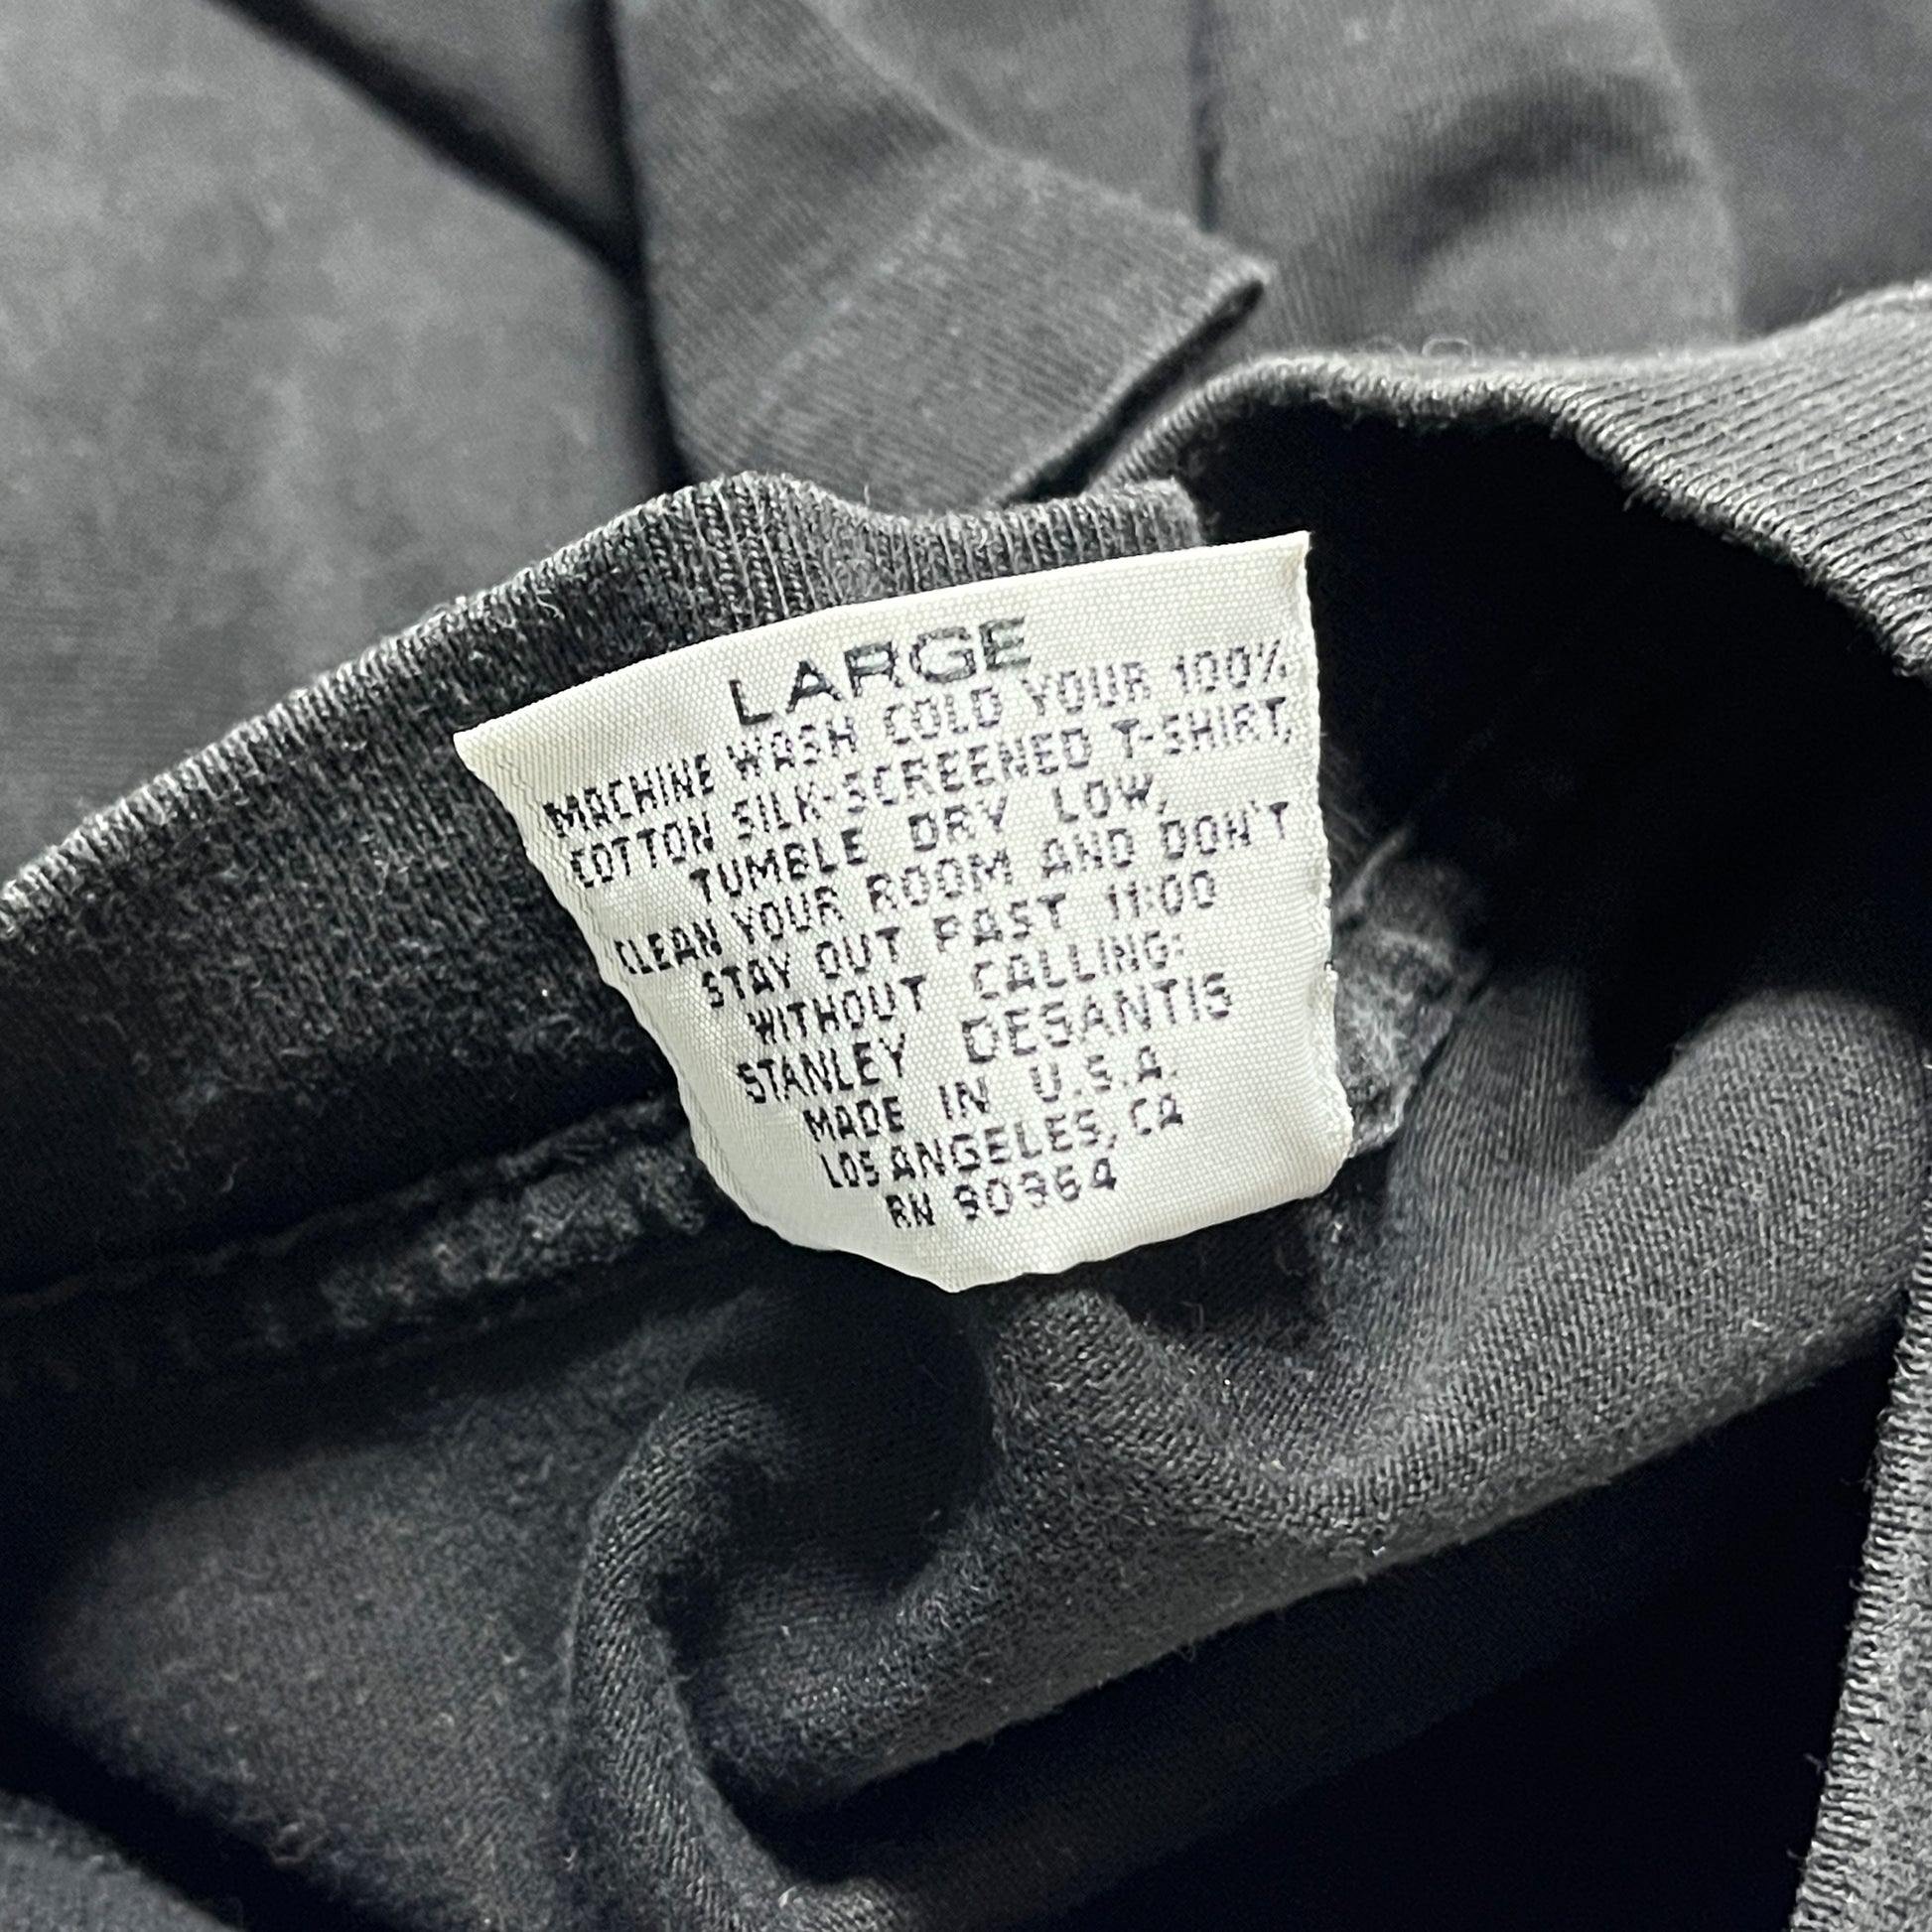 LARGE
MACHINE WASH COLD YOUR 100%
COTTON SILK-SCREENED T-SHIRT,
TUMBLE DRY LOW,
CLEAN YOUR ROOM AND DON'T
STAY OUT PAST 11:00
WITHOUT CALLING:
STANLEY DESANTIS
MADE IN U.S.A.
LOS ANGELES, CA
RN 90964